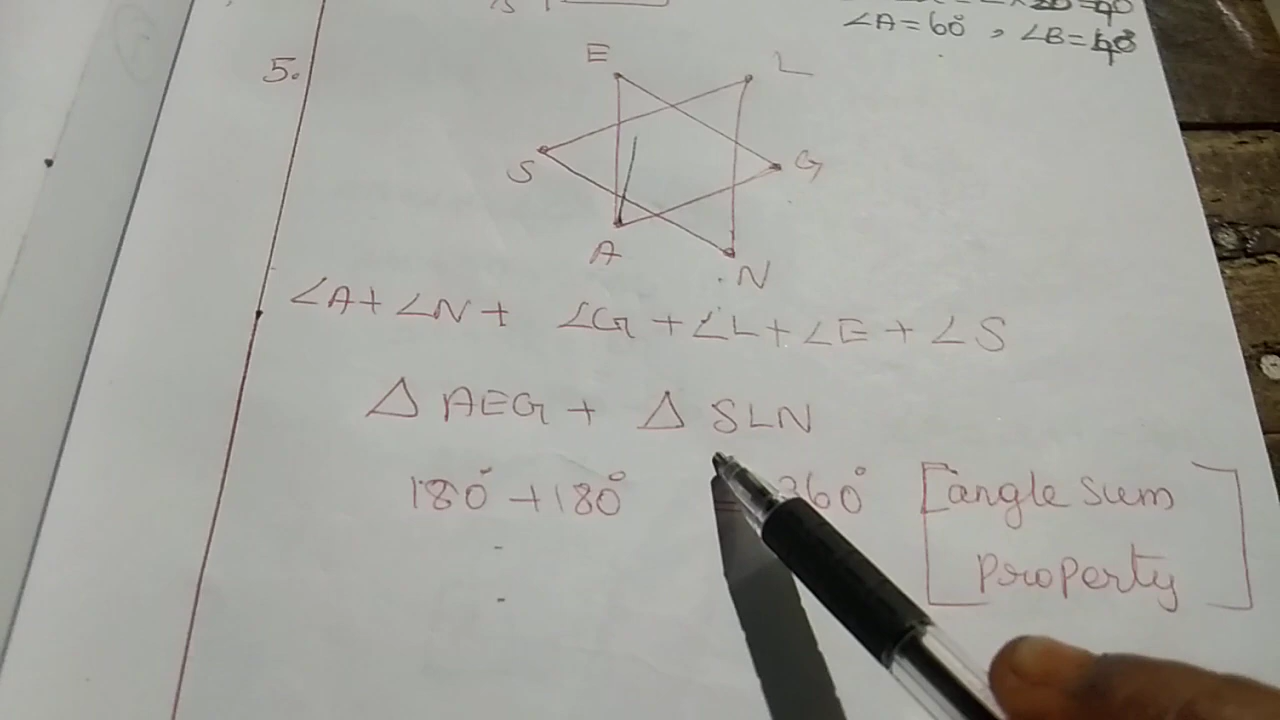 ∠A=60° , ∠B=40°
5.
E
L
S
G
A
N
∠A+ ∠N + ∠G + ∠L + ∠E + ∠S
△ AEG + △ SLN
180° + 180° = 360° [angle sum
property]